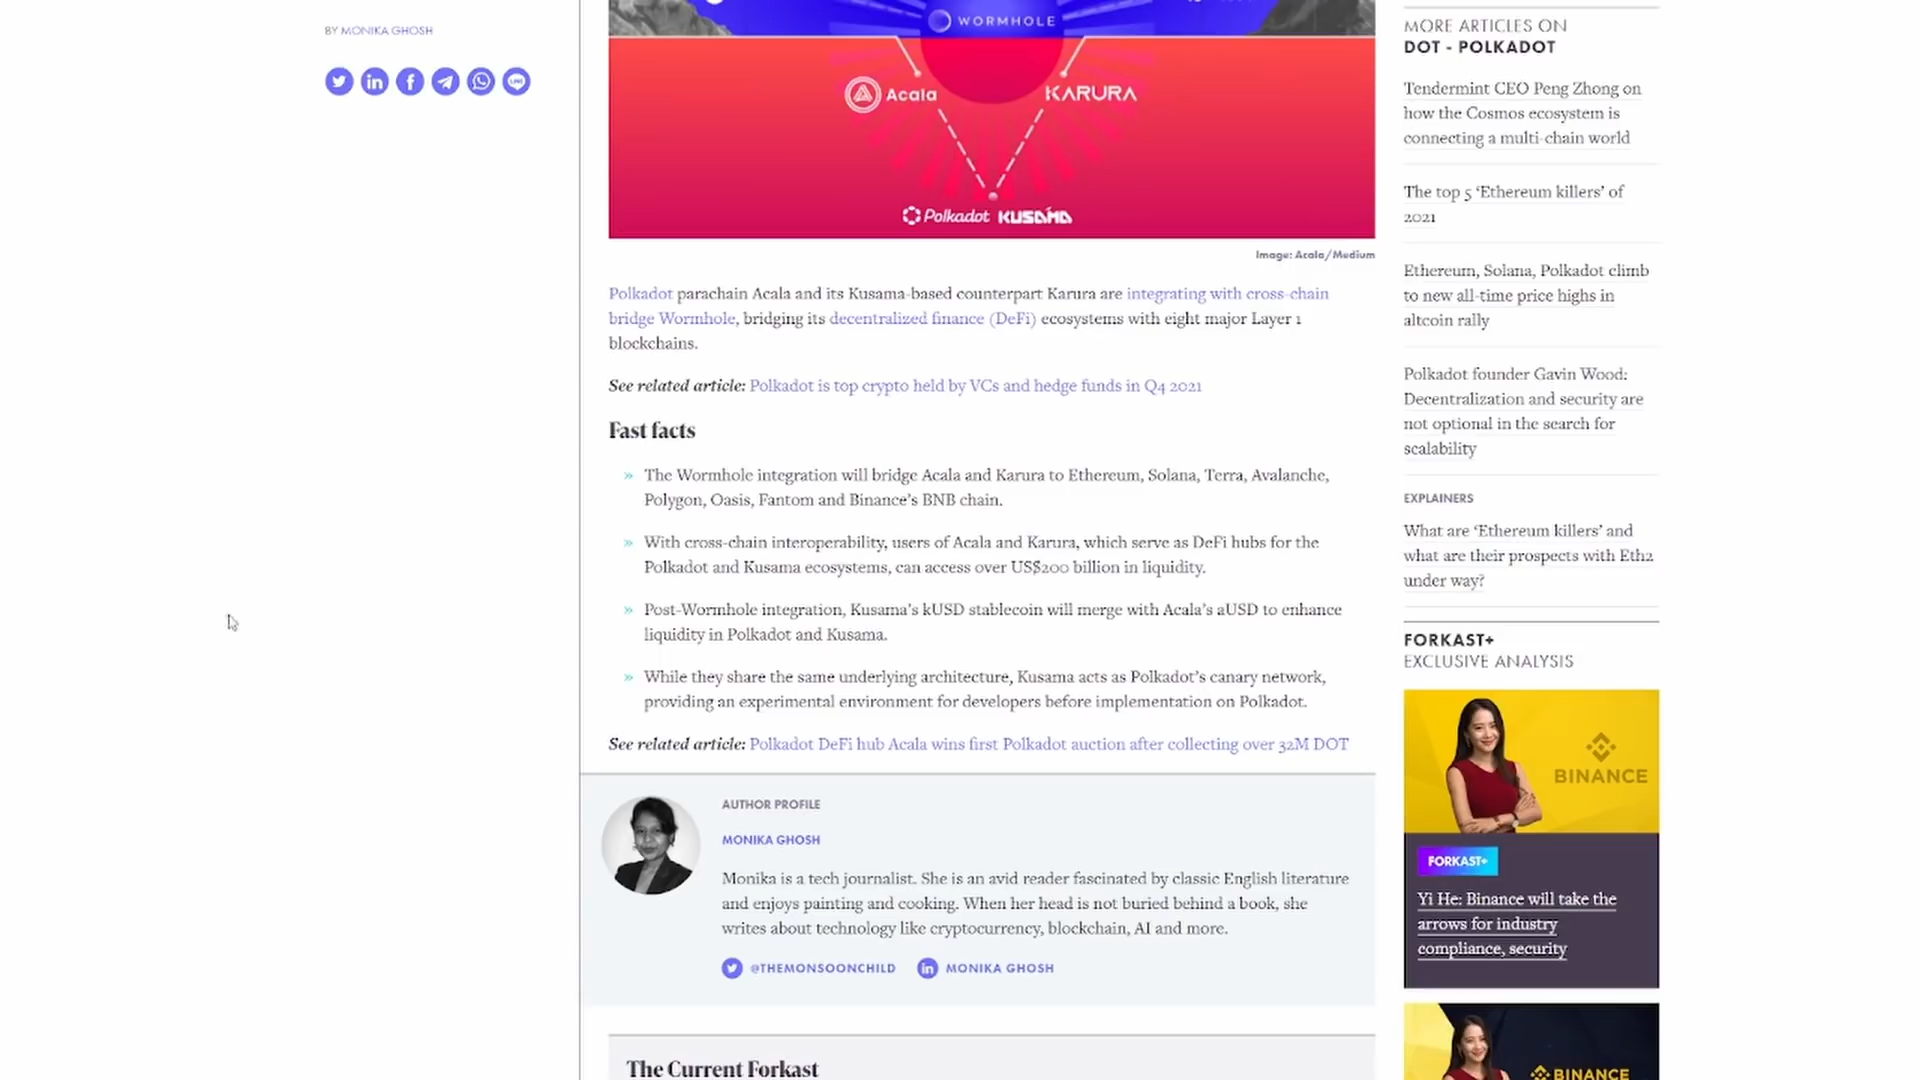 BY MONIKA GHOSH
WORMHOLE
Acala
KARURA
Polkadot KUSAMA
Image: Acala/Medium
Polkadot parachain Acala and its Kusama-based counterpart Karura are integrating with cross-chain
bridge Wormhole, bridging its decentralized finance (DeFi) ecosystems with eight major Layer 1
blockchains.
See related article: Polkadot is top crypto held by VCs and hedge funds in Q4 2021
Fast facts
» The Wormhole integration will bridge Acala and Karura to Ethereum, Solana, Terra, Avalanche,
Polygon, Oasis, Fantom and Binance's BNB chain.
» With cross-chain interoperability, users of Acala and Karura, which serve as DeFi hubs for the
Polkadot and Kusama ecosystems, can access over US$200 billion in liquidity.
» Post-Wormhole integration, Kusama's kUSD stablecoin will merge with Acala's aUSD to enhance
liquidity in Polkadot and Kusama.
» While they share the same underlying architecture, Kusama acts as Polkadot's canary network,
providing an experimental environment for developers before implementation on Polkadot.
See related article: Polkadot DeFi hub Acala wins first Polkadot auction after collecting over 32M DOT
AUTHOR PROFILE
MONIKA GHOSH
Monika is a tech journalist. She is an avid reader fascinated by classic English literature
and enjoys painting and cooking. When her head is not buried behind a book, she
writes about technology like cryptocurrency, blockchain, AI and more.
@THEMONSOONCHILD MONIKA GHOSH
The Current Forkast
MORE ARTICLES ON
DOT - POLKADOT
Tendermint CEO Peng Zhong on
how the Cosmos ecosystem is
connecting a multi-chain world
The top 5 ‘Ethereum killers’ of
2021
Ethereum, Solana, Polkadot climb
to new all-time price highs in
altcoin rally
Polkadot founder Gavin Wood:
Decentralization and security are
not optional in the search for
scalability
EXPLAINERS
What are ‘Ethereum killers’ and
what are their prospects with Eth2
under way?
FORKAST+
EXCLUSIVE ANALYSIS
BINANCE
FORKAST+
Yi He: Binance will take the
arrows for industry
compliance, security
BINANCE